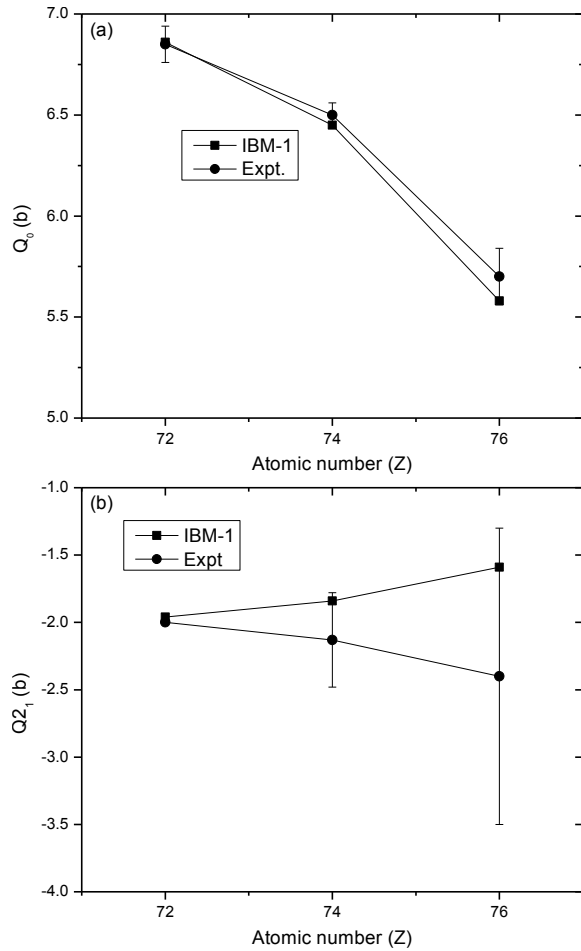 (a)
7.0
6.5
6.0
5.5
5.0
Q₀ (b)
IBM-1
Expt.
72 74 76
Atomic number (Z)
(b)
-1.0
-1.5
-2.0
-2.5
-3.0
-3.5
-4.0
Q2₁ (b)
IBM-1
Expt
72 74 76
Atomic number (Z)